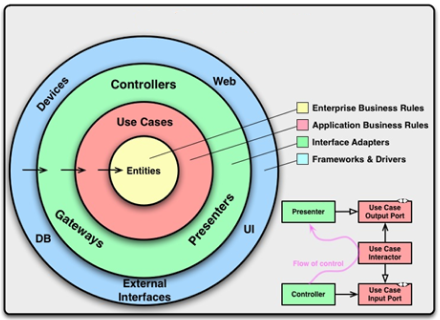 Devices
Web
Controllers
Use Cases
Entities
Gateways
Presenters
DB
UI
External
Interfaces
Enterprise Business Rules
Application Business Rules
Interface Adapters
Frameworks & Drivers
Presenter
Use Case
Output Port
Use Case
Interactor
Flow of control
Controller
Use Case
Input Port